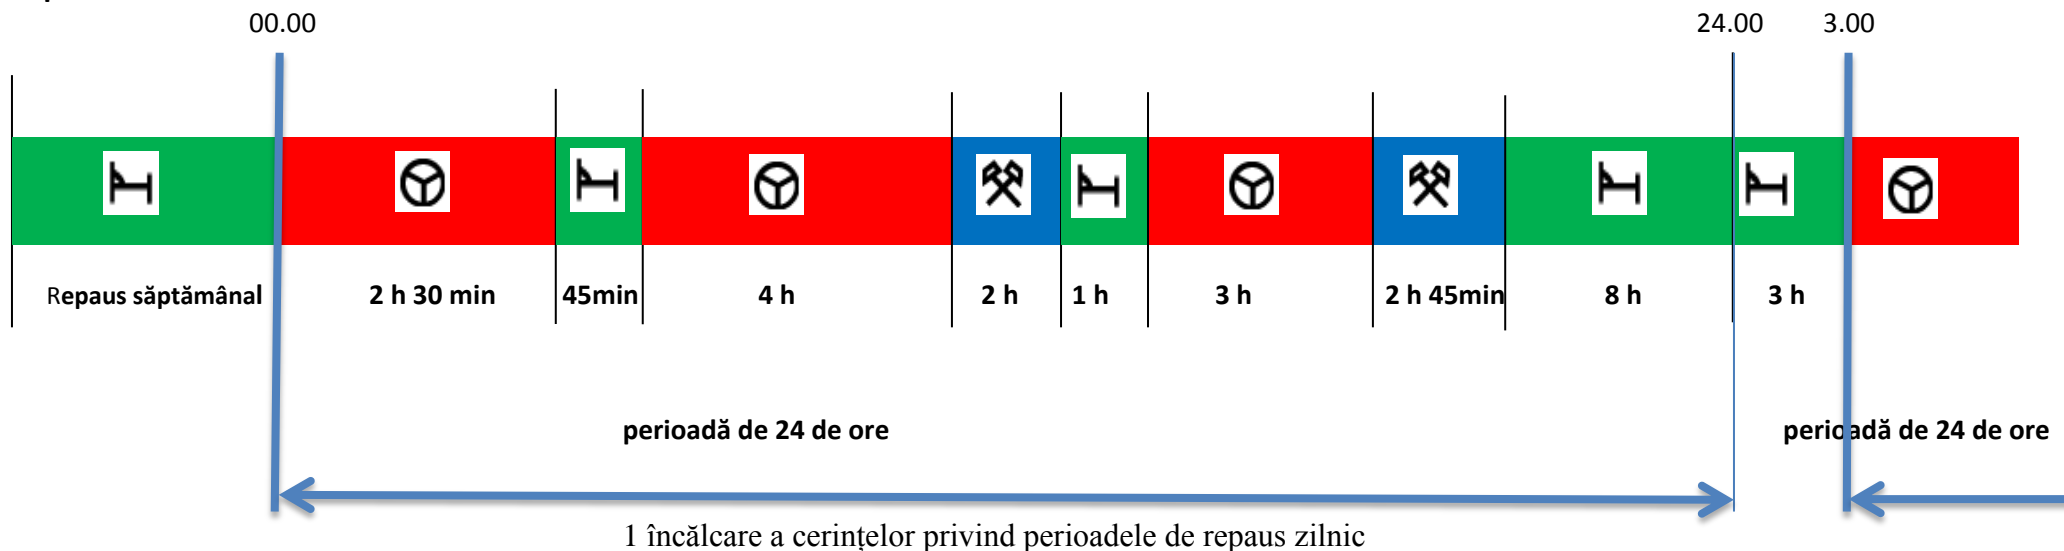 00.00 24.00 3.00
Repaus săptămânal 2 h 30 min 45min 4 h 2 h 1 h 3 h 2 h 45min 8 h 3 h
perioadă de 24 de ore perioadă de 24 de ore
1 încălcare a cerințelor privind perioadele de repaus zilnic